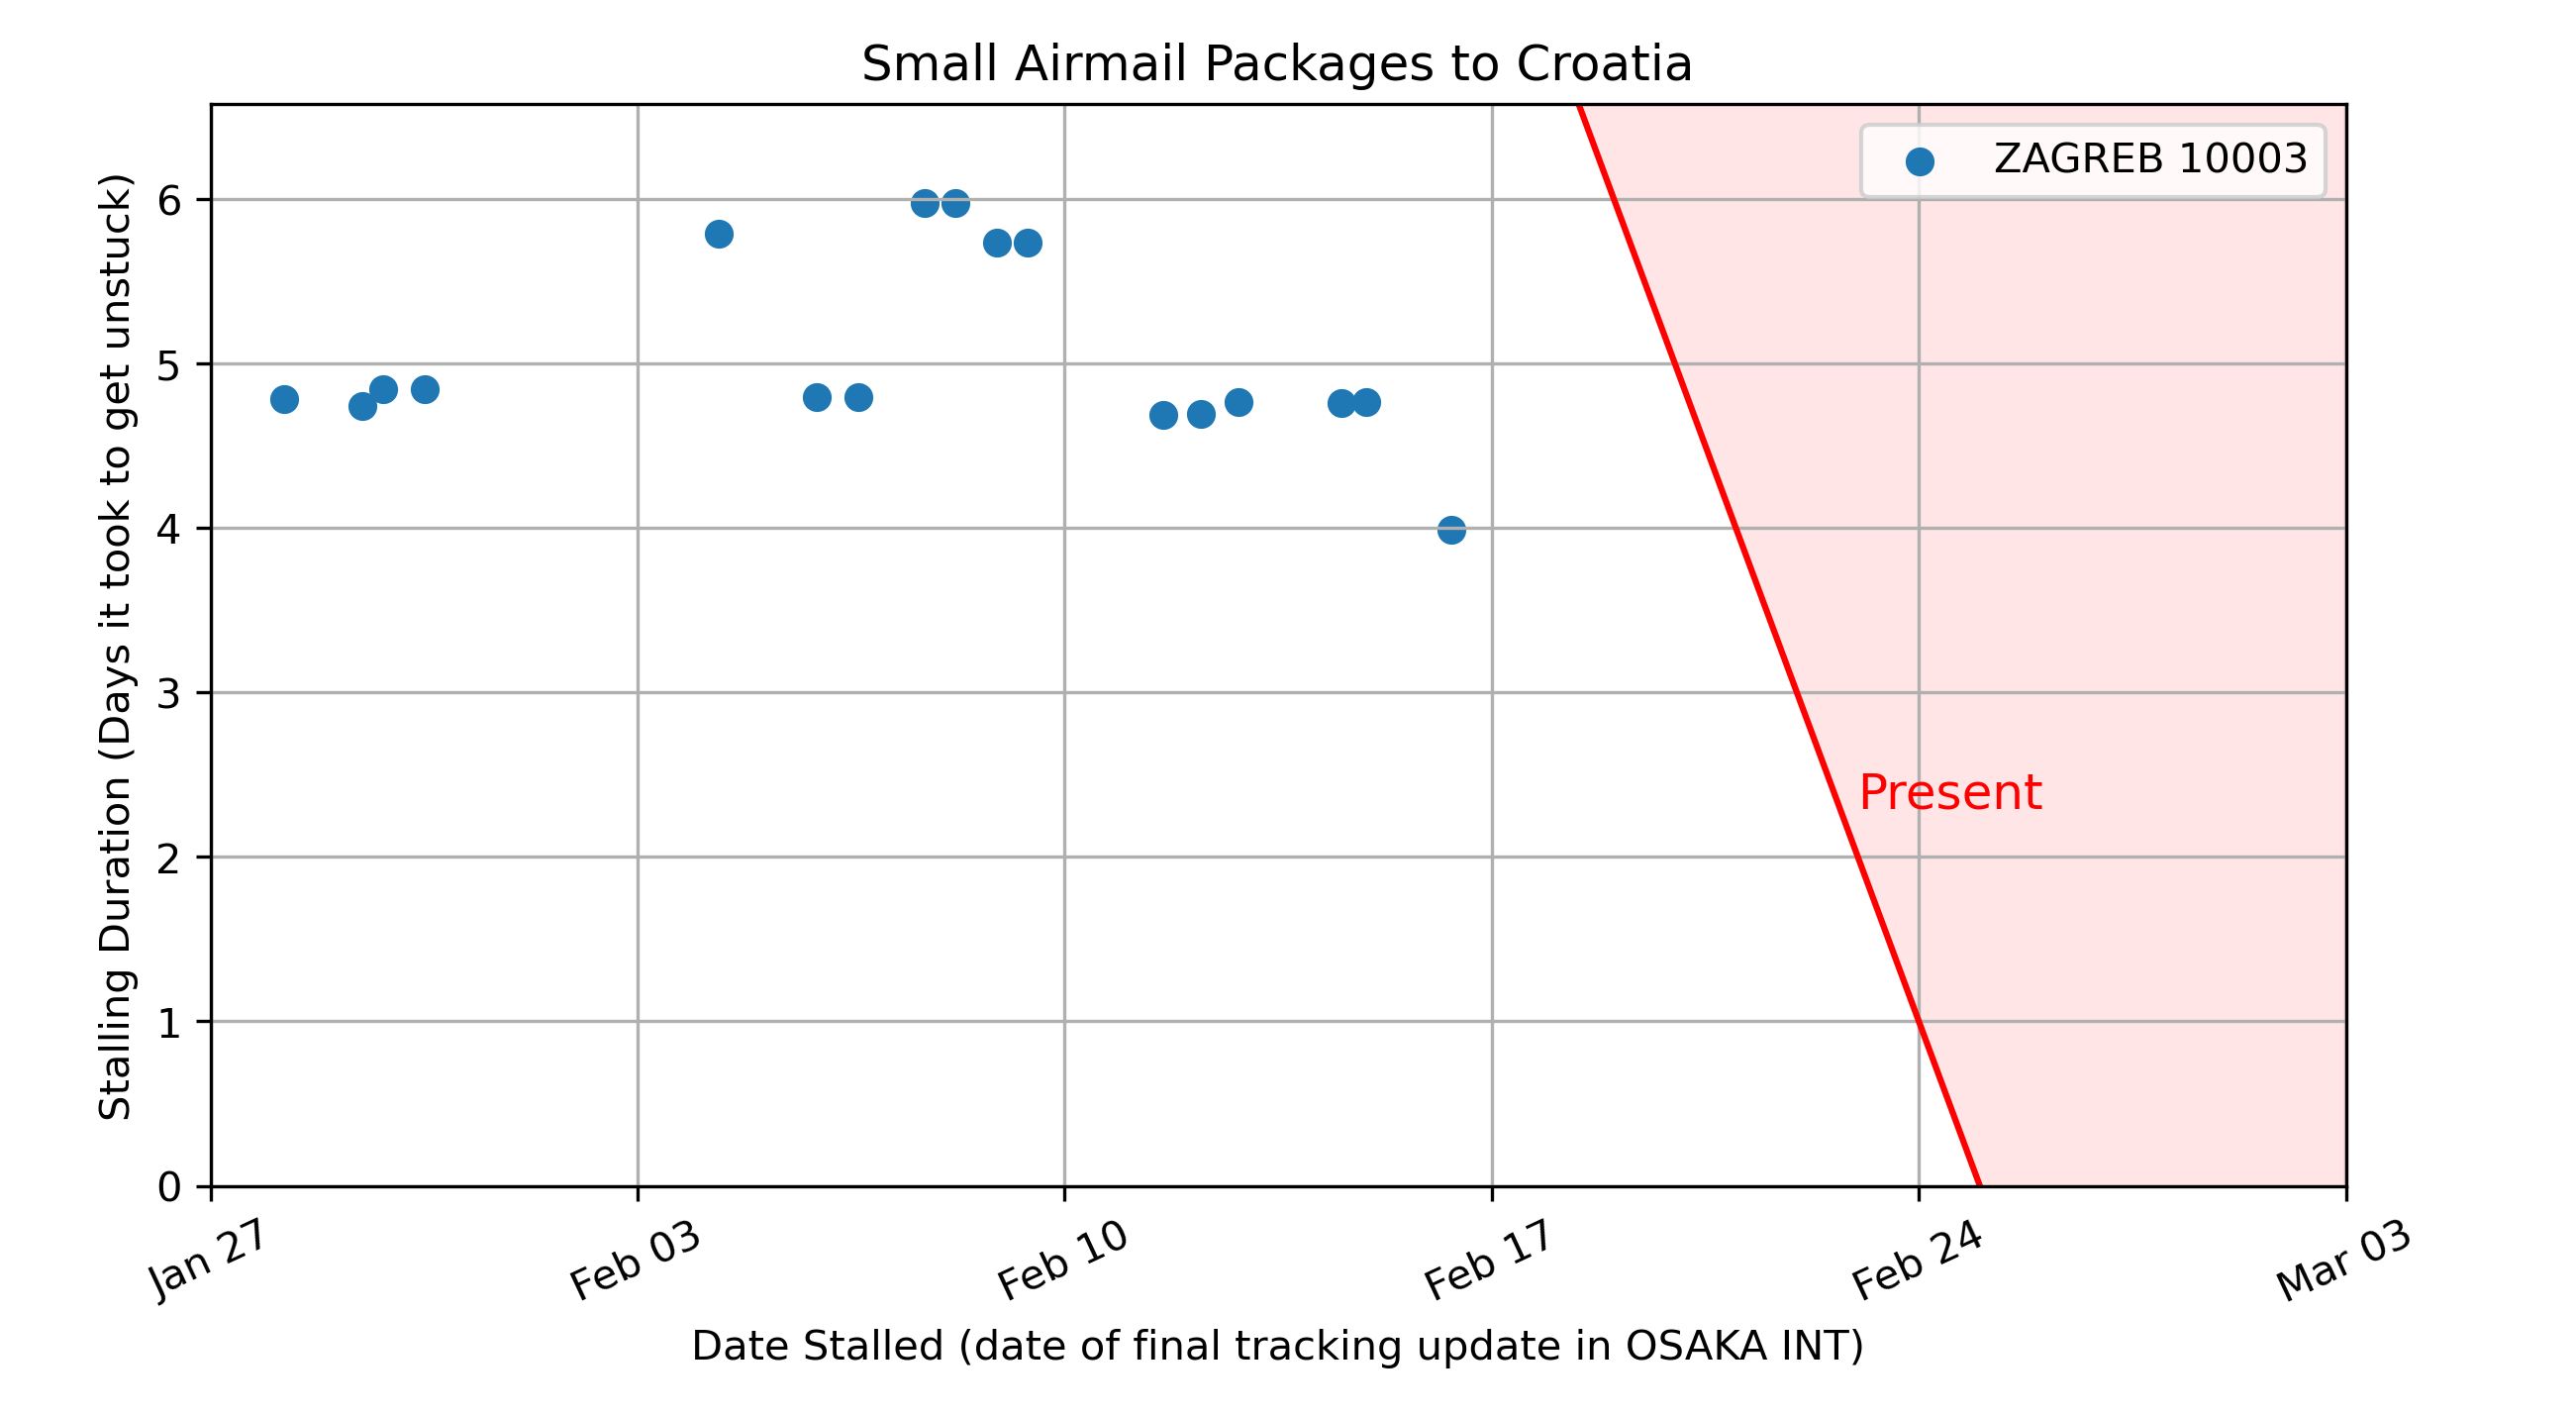 Small Airmail Packages to Croatia
ZAGREB 10003
Stalling Duration (Days it took to get unstuck)
6
5
4
3
2
1
0
Present
Jan 27
Feb 03
Feb 10
Feb 17
Feb 24
Mar 03
Date Stalled (date of final tracking update in OSAKA INT)